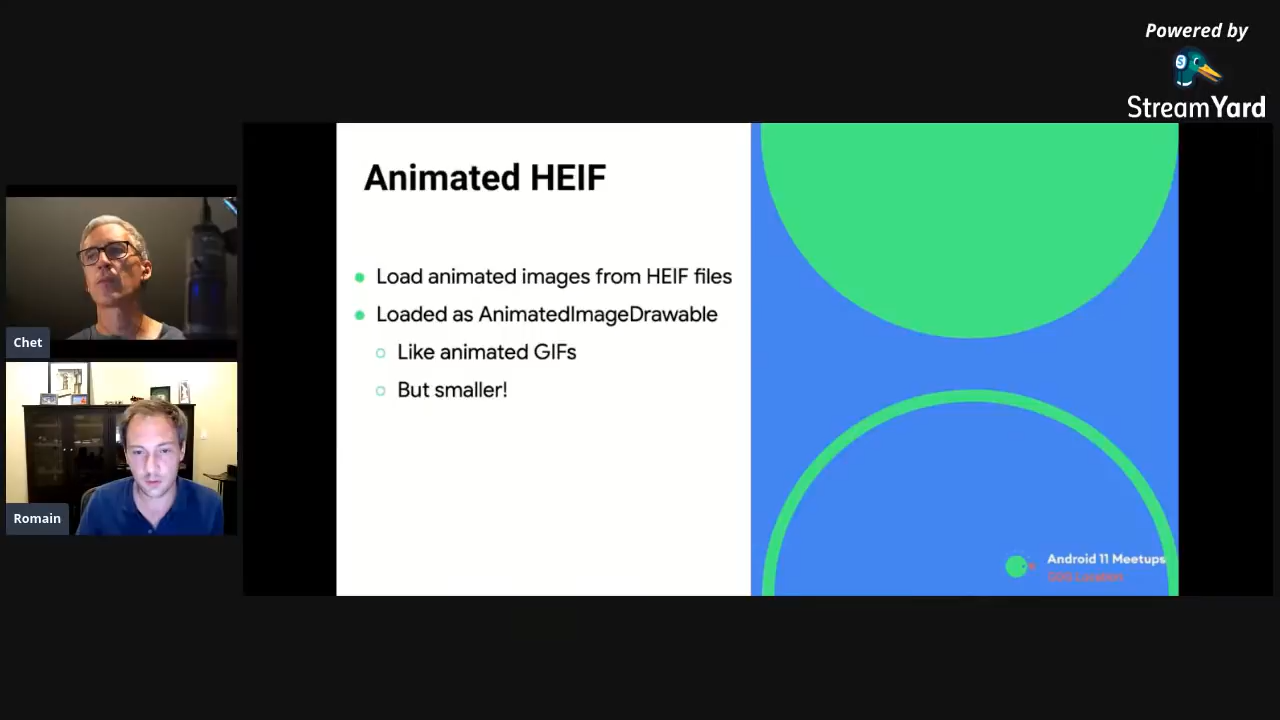 Powered by
StreamYard
Animated HEIF
Load animated images from HEIF files
Loaded as AnimatedImageDrawable
Like animated GIFs
But smaller!
Chet
Romain
Android 11 Meetups